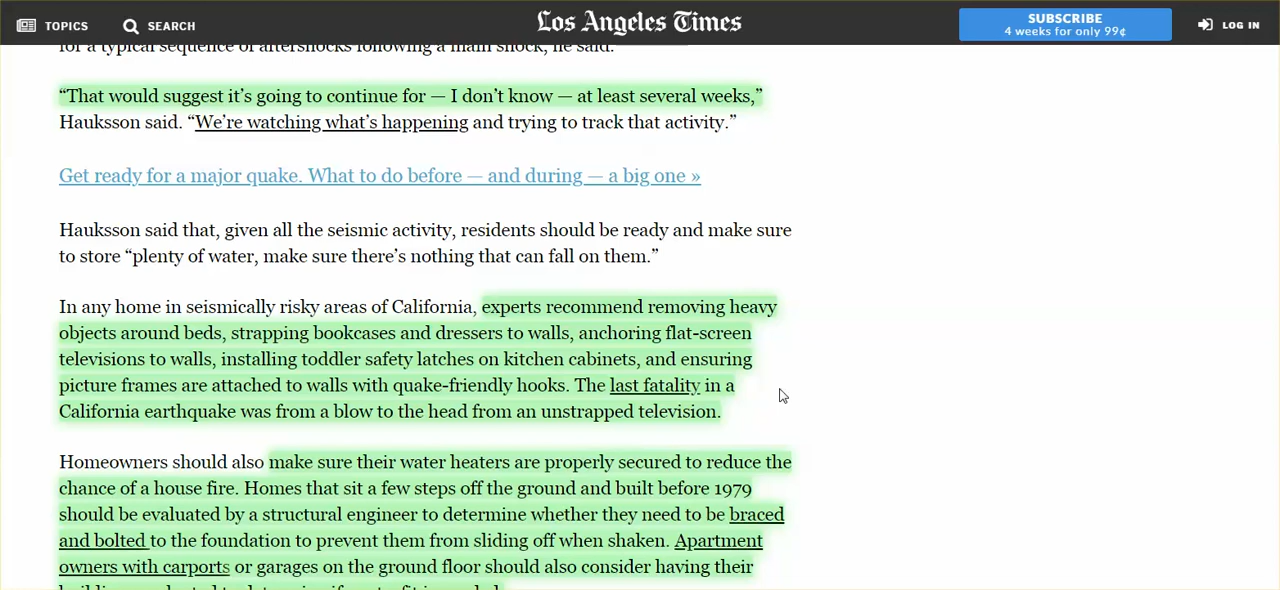 TOPICS
SEARCH
Los Angeles Times
SUBSCRIBE
4 weeks for only 99¢
LOG IN
for a typical sequence of aftershocks following a main shock, he said.
“That would suggest it’s going to continue for — I don’t know — at least several weeks,”
Hauksson said. “We’re watching what’s happening and trying to track that activity.”
Get ready for a major quake. What to do before — and during — a big one »
Hauksson said that, given all the seismic activity, residents should be ready and make sure
to store “plenty of water, make sure there’s nothing that can fall on them.”
In any home in seismically risky areas of California, experts recommend removing heavy
objects around beds, strapping bookcases and dressers to walls, anchoring flat-screen
televisions to walls, installing toddler safety latches on kitchen cabinets, and ensuring
picture frames are attached to walls with quake-friendly hooks. The last fatality in a
California earthquake was from a blow to the head from an unstrapped television.
Homeowners should also make sure their water heaters are properly secured to reduce the
chance of a house fire. Homes that sit a few steps off the ground and built before 1979
should be evaluated by a structural engineer to determine whether they need to be braced
and bolted to the foundation to prevent them from sliding off when shaken. Apartment
owners with carports or garages on the ground floor should also consider having their